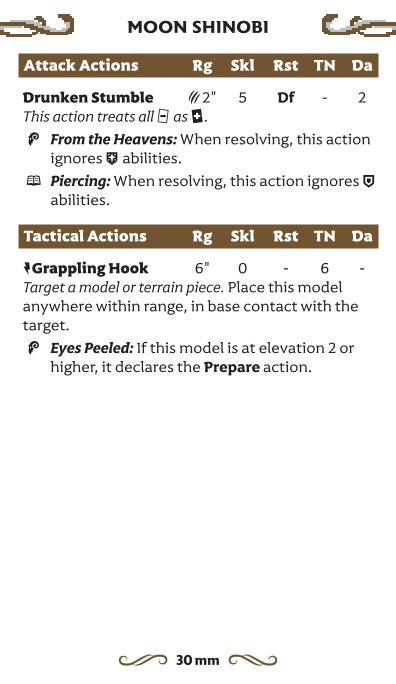 MOON SHINOBI
Attack Actions Rg Skl Rst TN Da
Drunken Stumble 2" 5 Df - 2
This action treats all - as +.
From the Heavens: When resolving, this action
ignores abilities.
Piercing: When resolving, this action ignores
abilities.
Tactical Actions Rg Skl Rst TN Da
Grappling Hook 6" 0 - 6 -
Target a model or terrain piece. Place this model
anywhere within range, in base contact with the
target.
Eyes Peeled: If this model is at elevation 2 or
higher, it declares the Prepare action.
30 mm